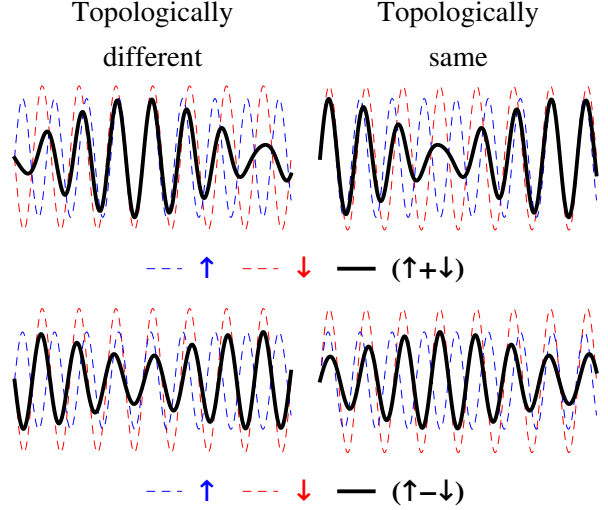 Topologically different
Topologically same
↑ ↓ (↑+↓)
↑ ↓ (↑−↓)